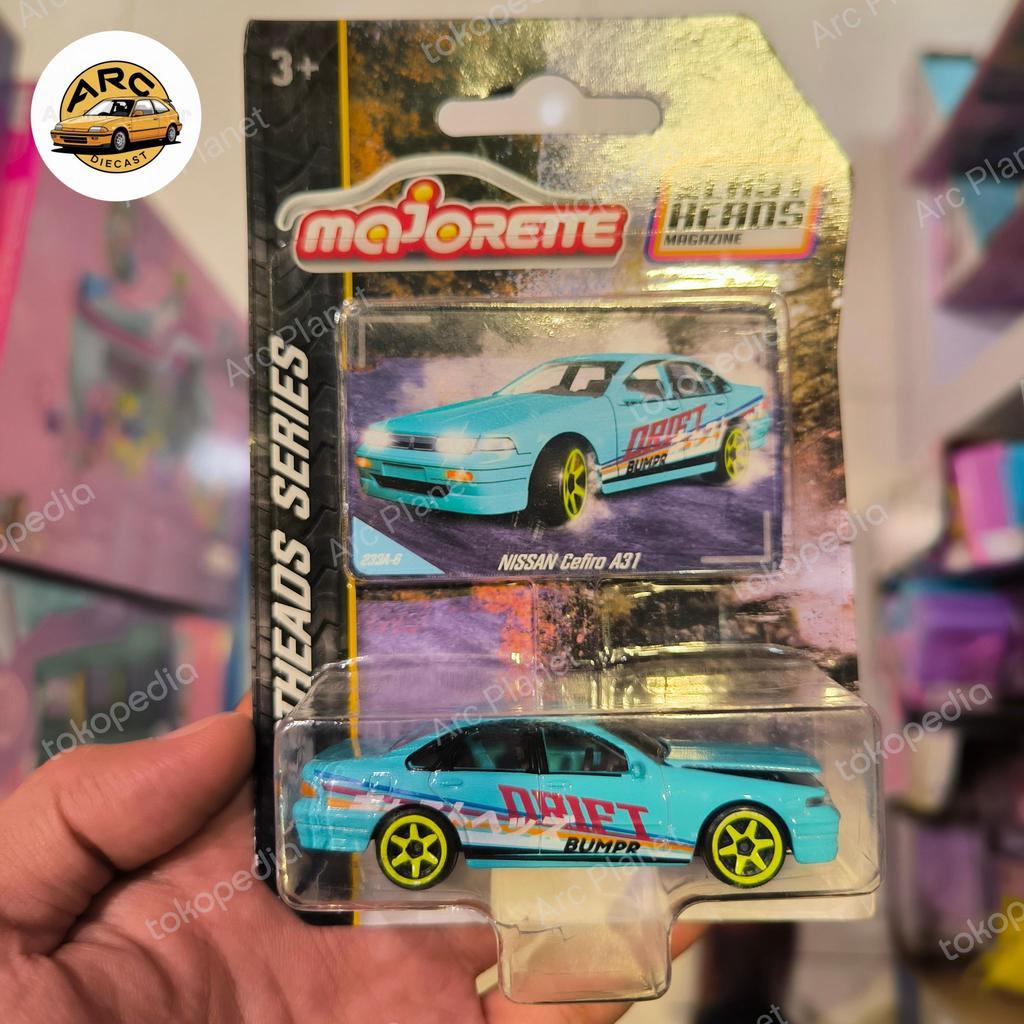 3+
ARC
DIECAST
majorette
HEADS
MAGAZINE
THEADS SERIES
DRIFT
BUMPR
233A-6
NISSAN Cefiro A31
DRIFT
BUMPR
tokopedia
Arc Planet